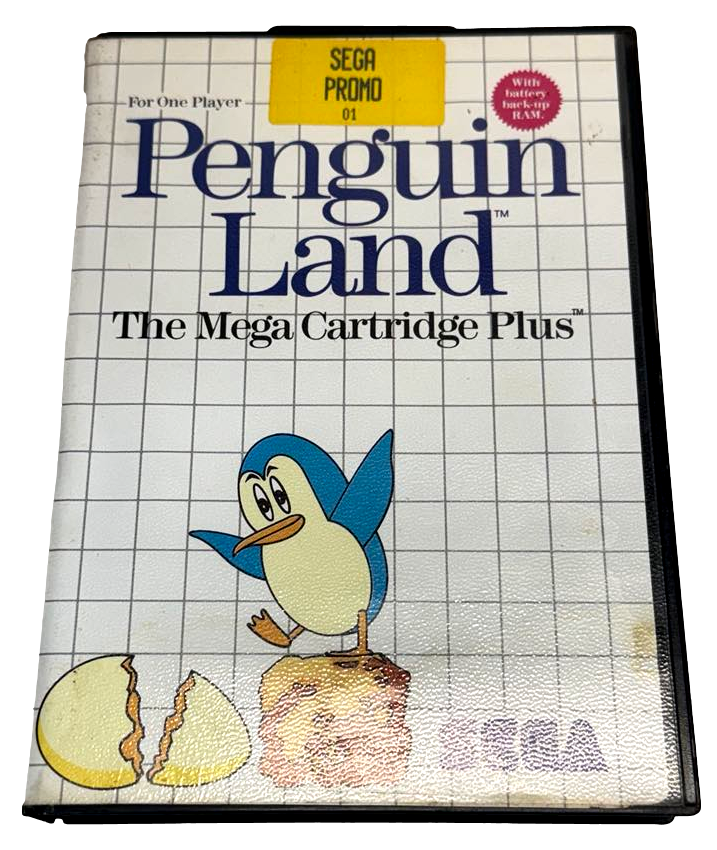 SEGA
PROMO
01
For One Player
With
battery
back-up
RAM.
Penguin
Land™
The Mega Cartridge Plus™
SEGA